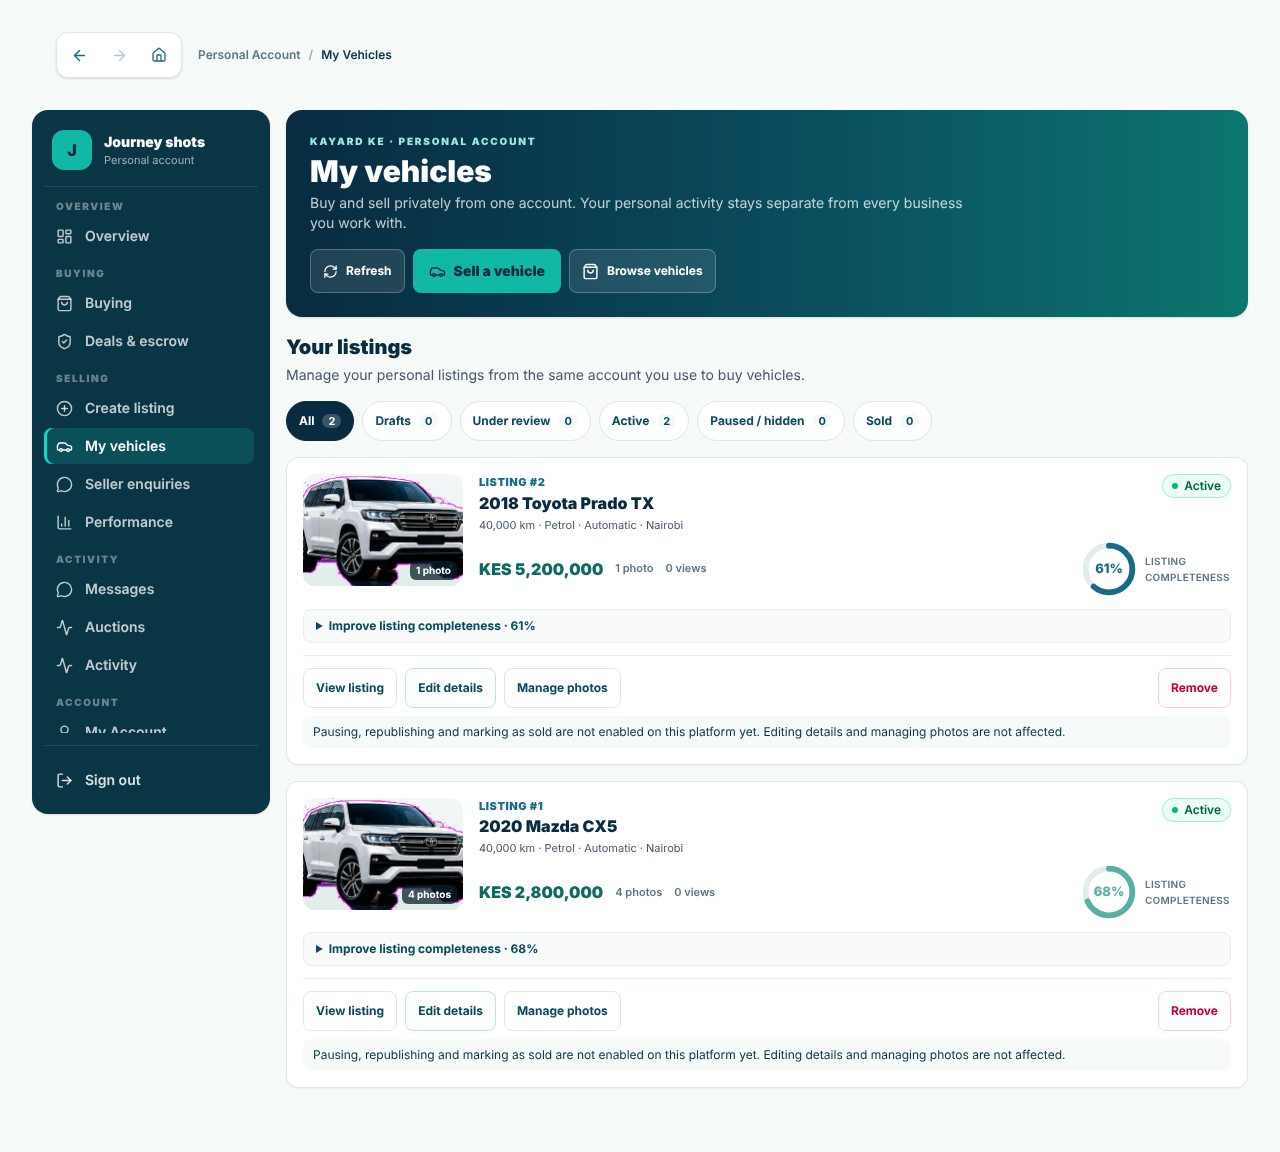 Personal Account / My Vehicles
J
Journey shots
Personal account
OVERVIEW
Overview
BUYING
Buying
Deals & escrow
SELLING
Create listing
My vehicles
Seller enquiries
Performance
ACTIVITY
Messages
Auctions
Activity
ACCOUNT
My Account
Sign out
KAYARD KE · PERSONAL ACCOUNT
My vehicles
Buy and sell privately from one account. Your personal activity stays separate from every business
you work with.
Refresh
Sell a vehicle
Browse vehicles
Your listings
Manage your personal listings from the same account you use to buy vehicles.
All 2
Drafts 0
Under review 0
Active 2
Paused / hidden 0
Sold 0
1 photo
LISTING #2
2018 Toyota Prado TX
40,000 km · Petrol · Automatic · Nairobi
KES 5,200,000 1 photo 0 views
Active
61%
LISTING
COMPLETENESS
Improve listing completeness · 61%
View listing
Edit details
Manage photos
Remove
Pausing, republishing and marking as sold are not enabled on this platform yet. Editing details and managing photos are not affected.
4 photos
LISTING #1
2020 Mazda CX5
40,000 km · Petrol · Automatic · Nairobi
KES 2,800,000 4 photos 0 views
Active
68%
LISTING
COMPLETENESS
Improve listing completeness · 68%
View listing
Edit details
Manage photos
Remove
Pausing, republishing and marking as sold are not enabled on this platform yet. Editing details and managing photos are not affected.